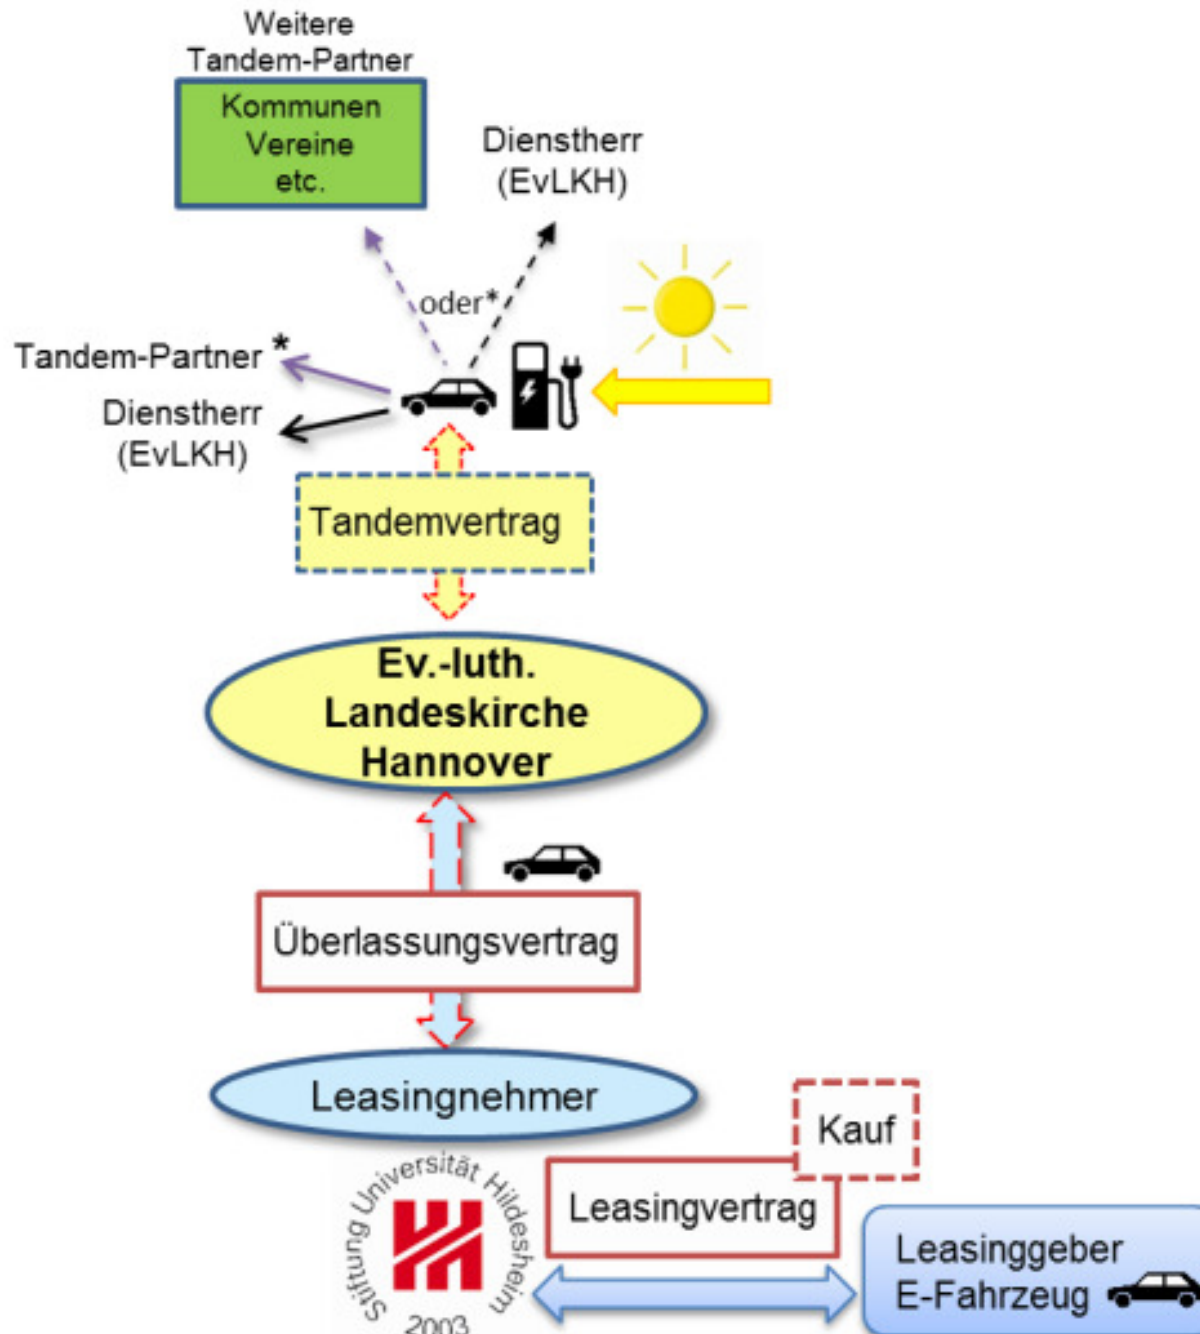 Weitere
Tandem-Partner
Kommunen
Vereine
etc.
Dienstherr
(EvLKH)
oder*
Tandem-Partner *
Dienstherr
(EvLKH)
Tandemvertrag
Ev.-luth.
Landeskirche
Hannover
Überlassungsvertrag
Leasingnehmer
Kauf
Stiftung Universität Hildesheim
2003
Leasingvertrag
Leasinggeber
E-Fahrzeug